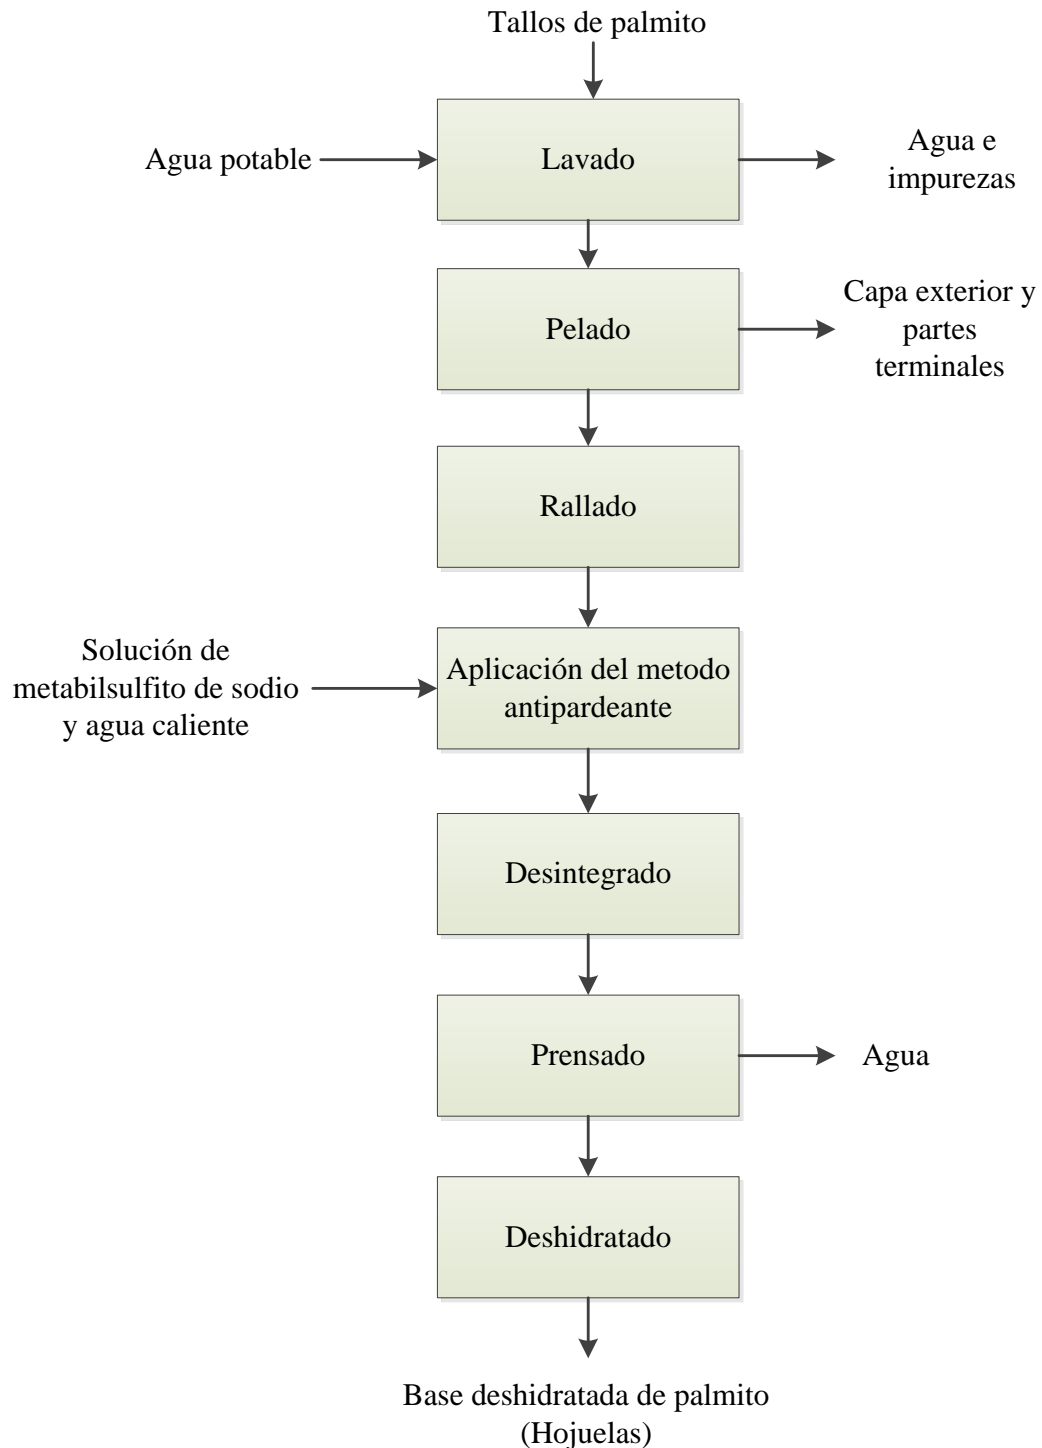 Tallos de palmito
Agua potable
Lavado
Agua e
impurezas
Pelado
Capa exterior y
partes
terminales
Rallado
Solución de
metabilsulfito de sodio
y agua caliente
Aplicación del metodo
antipardeante
Desintegrado
Prensado
Agua
Deshidratado
Base deshidratada de palmito
(Hojuelas)